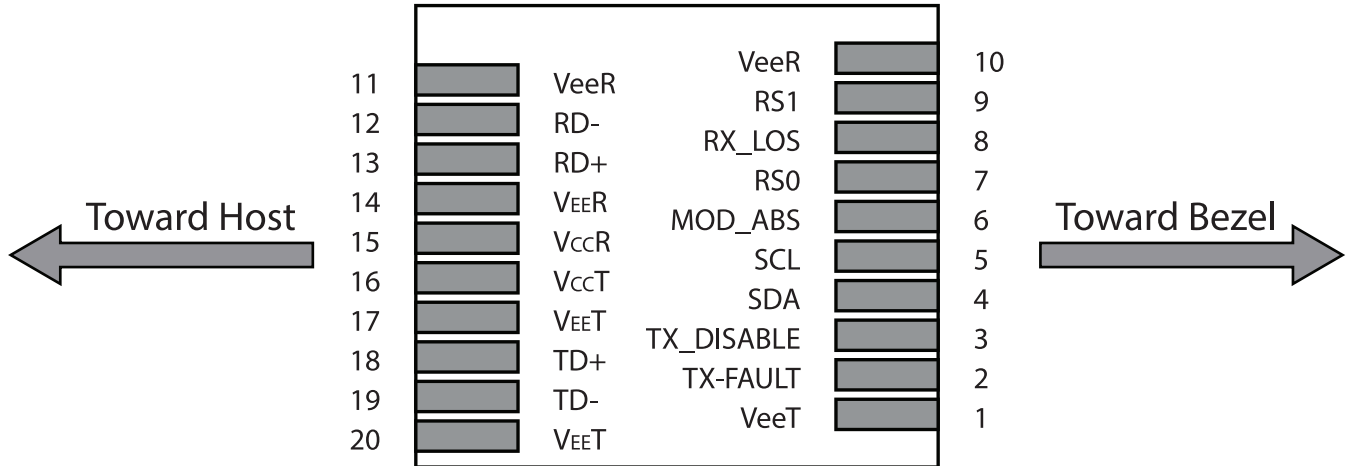 11 VeeR
12 RD-
13 RD+
14 VEER
15 VCCR
16 VCCT
17 VEET
18 TD+
19 TD-
20 VEET
Toward Host
VeeR 10
RS1 9
RX_LOS 8
RS0 7
MOD_ABS 6
SCL 5
SDA 4
TX_DISABLE 3
TX-FAULT 2
VeeT 1
Toward Bezel